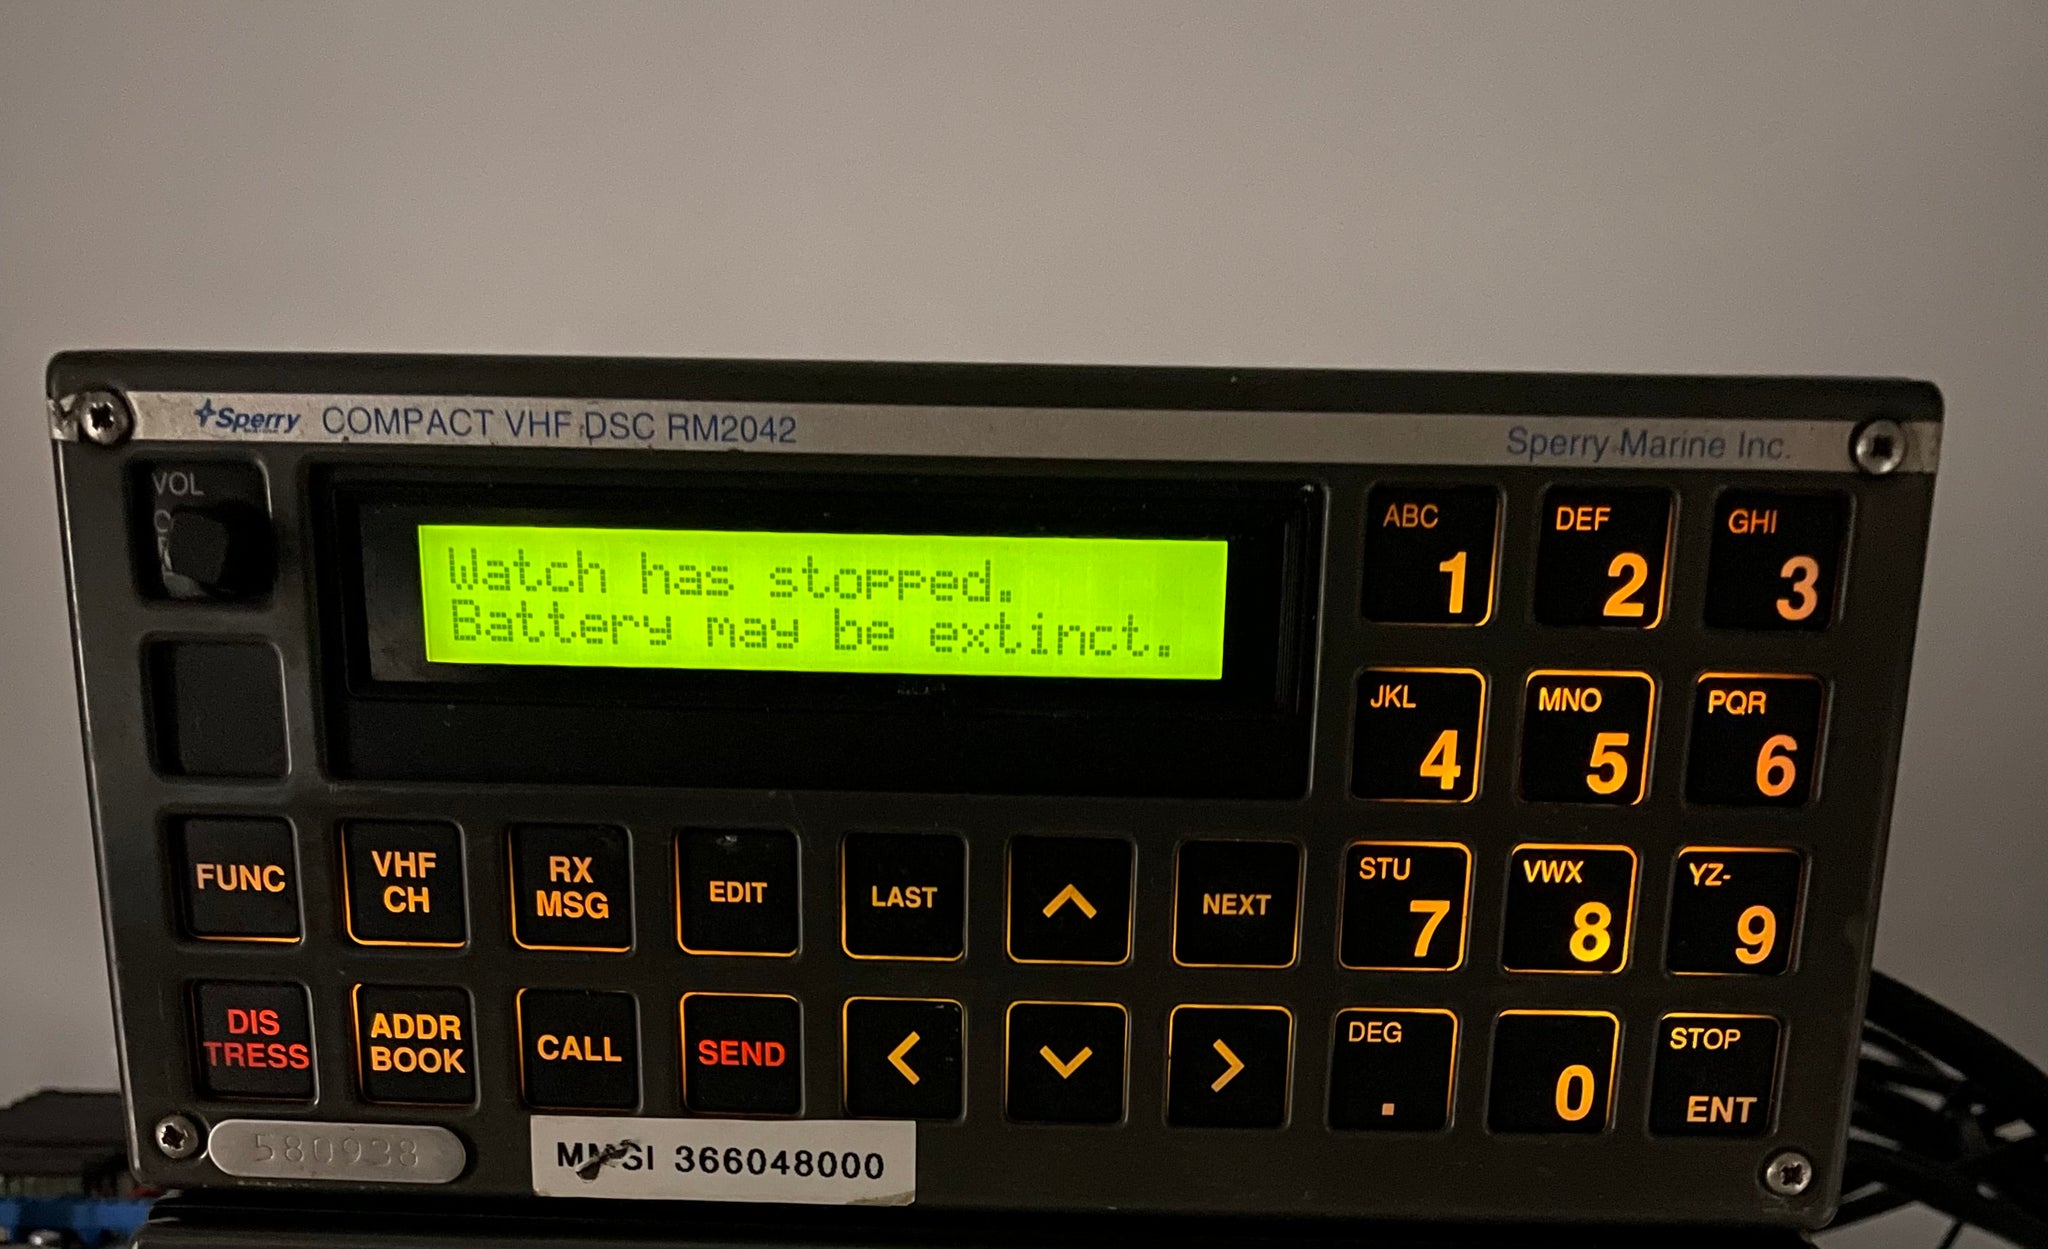 Sperry COMPACT VHF DSC RM2042
Sperry Marine Inc.
VOL
Watch has stopped.
Battery may be extinct.
ABC
1
DEF
2
GHI
3
JKL
4
MNO
5
PQR
6
FUNC
VHF
CH
RX
MSG
EDIT
LAST
NEXT
STU
7
VWX
8
YZ-
9
DIS
TRESS
ADDR
BOOK
CALL
SEND
DEG
.
0
STOP
ENT
580938
MMSI 366048000